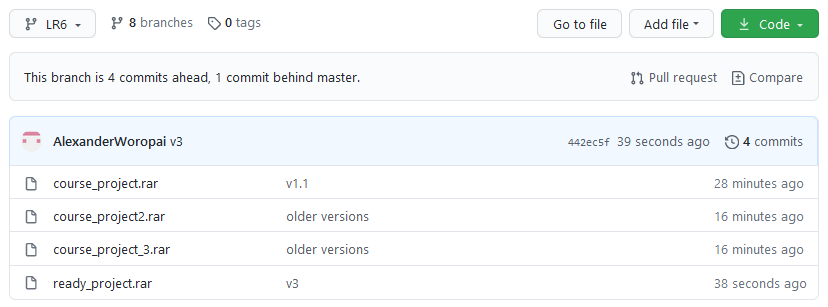 LR6 8 branches 0 tags Go to file Add file Code
This branch is 4 commits ahead, 1 commit behind master. Pull request Compare
AlexanderWoropai v3 442ec5f 39 seconds ago 4 commits
course_project.rar v1.1 28 minutes ago
course_project2.rar older versions 16 minutes ago
course_project_3.rar older versions 16 minutes ago
ready_project.rar v3 38 seconds ago